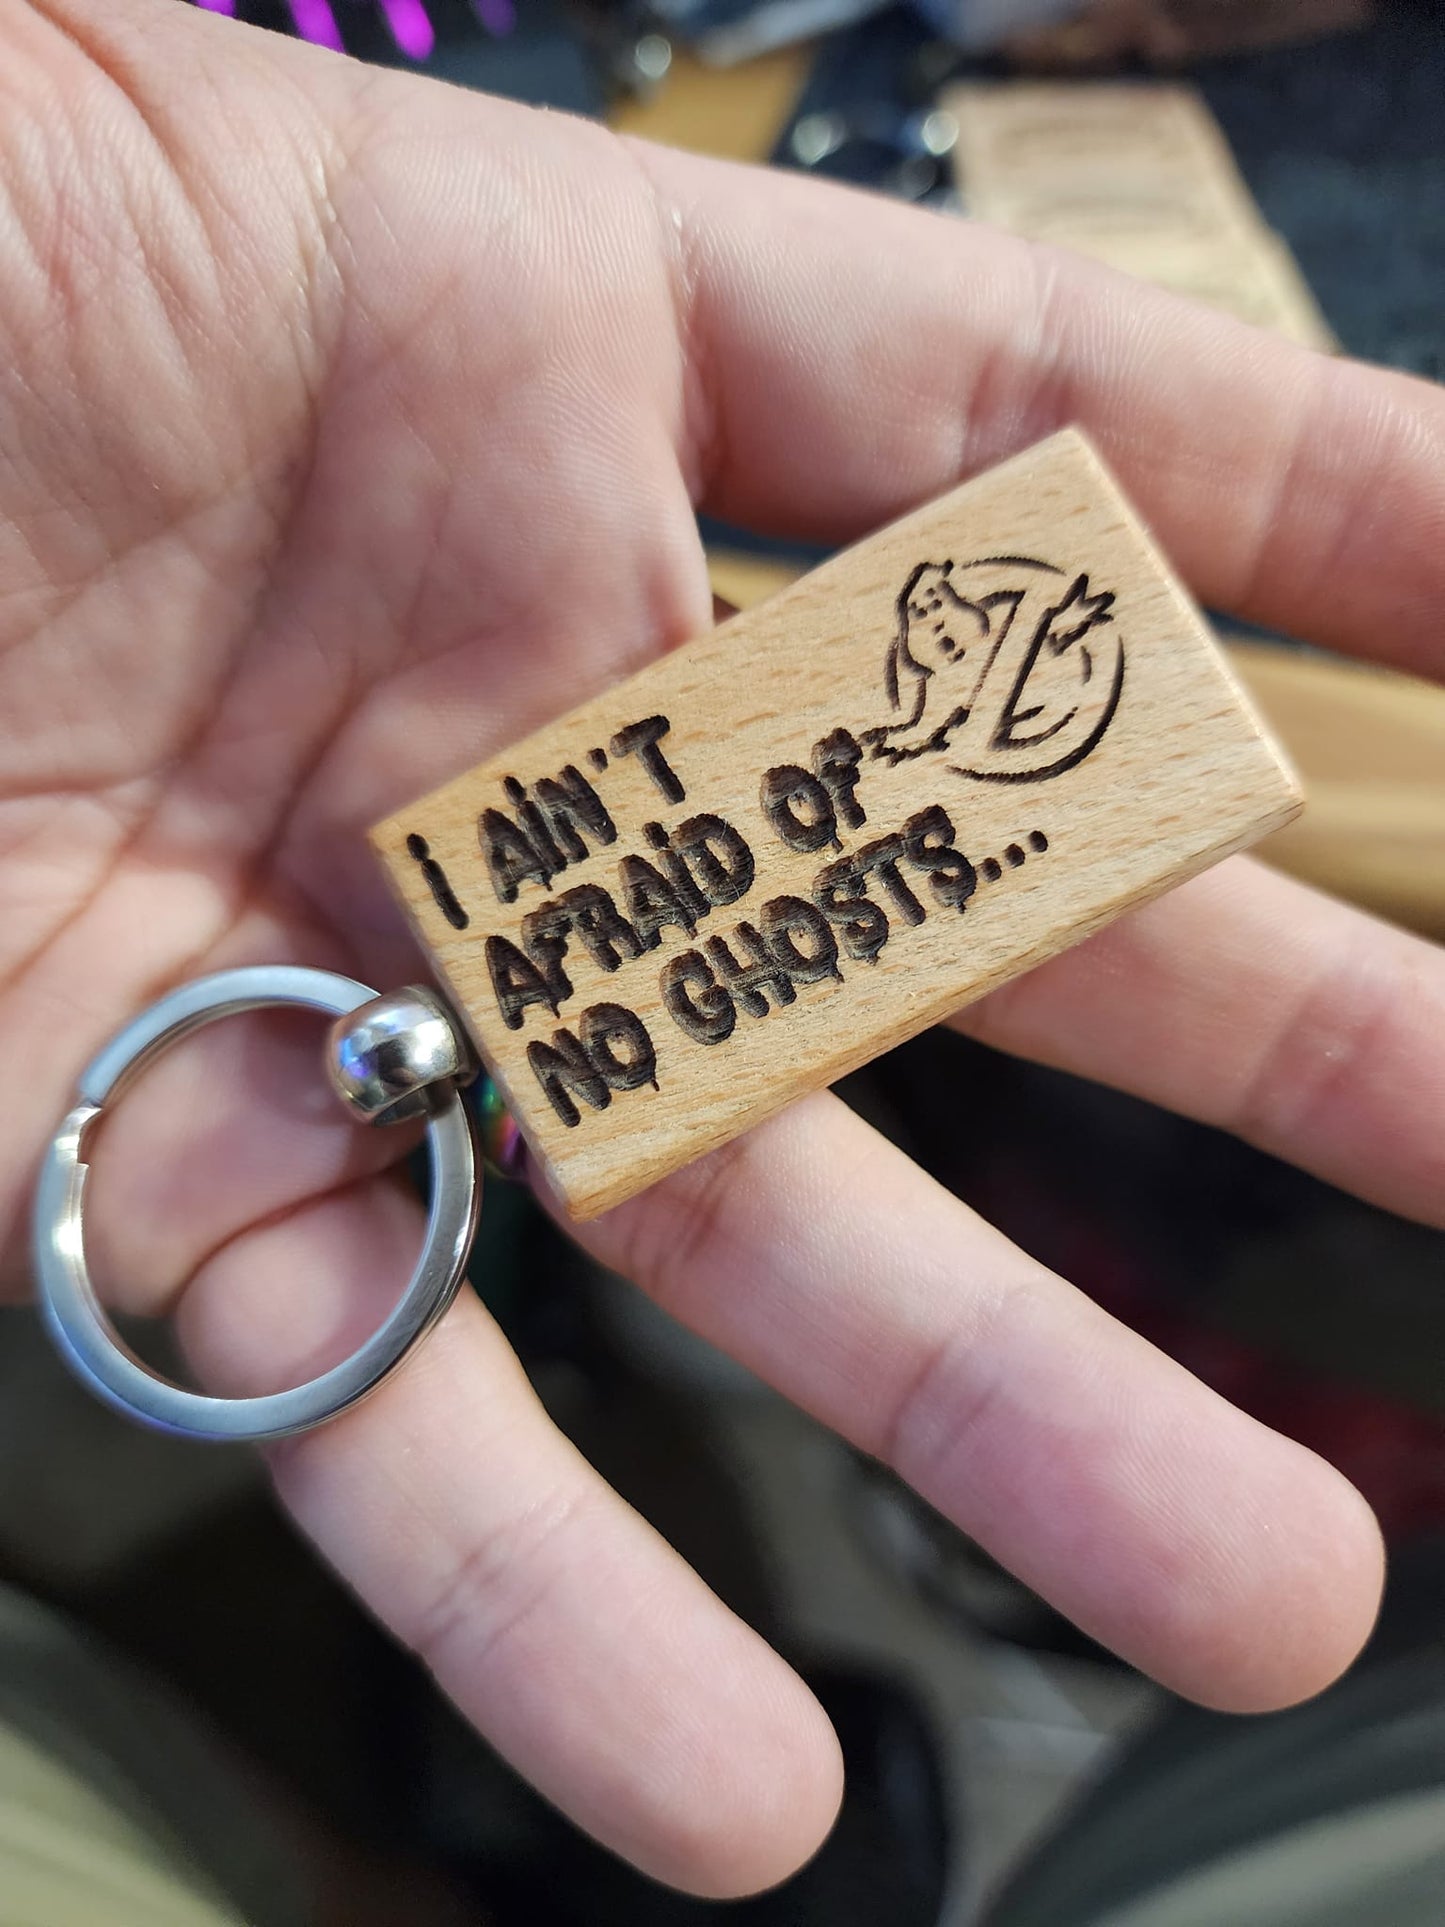 I AIN'T
AFRAID OF
NO GHOSTS...